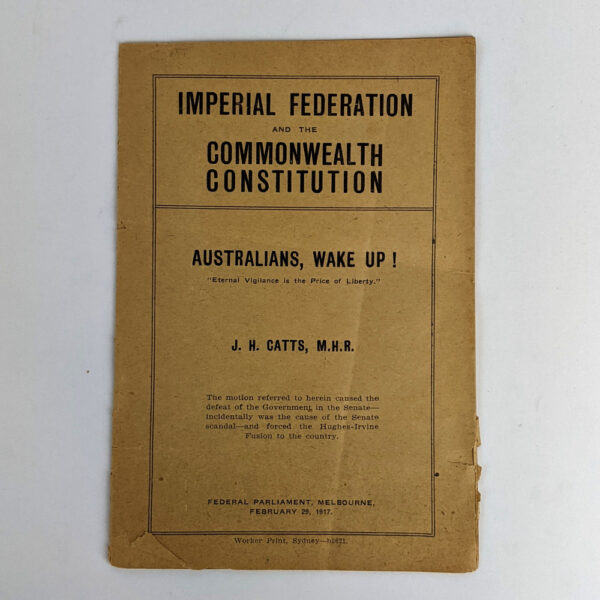 IMPERIAL FEDERATION
AND THE
COMMONWEALTH
CONSTITUTION
AUSTRALIANS, WAKE UP!
"Eternal Vigilance is the Price of Liberty."
J. H. CATTS, M.H.R.
The motion referred to herein caused the
defeat of the Government in the Senate—
incidentally was the cause of the Senate
scandal—and forced the Hughes-Irvine
Fusion to the country.
FEDERAL PARLIAMENT, MELBOURNE,
FEBRUARY 29, 1917.
Worker Print, Sydney